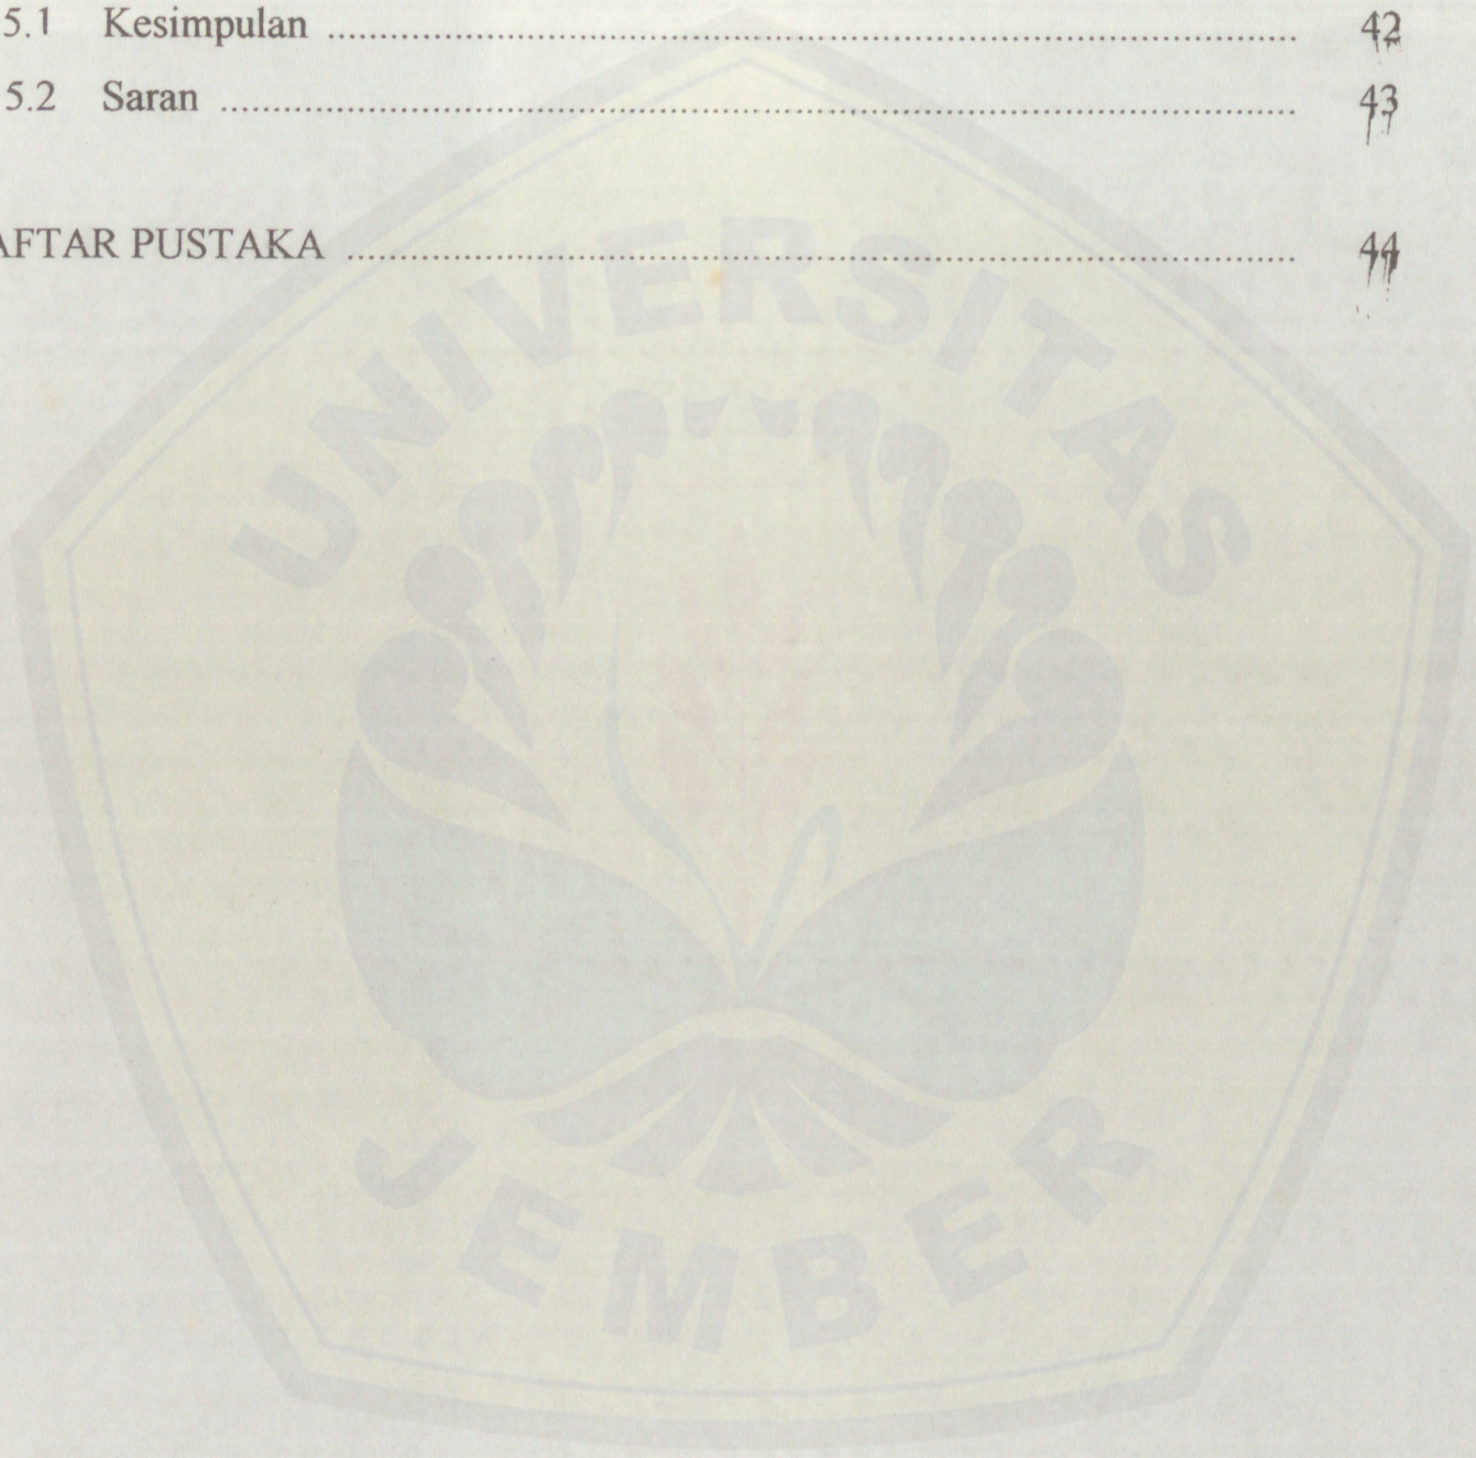 5.1 Kesimpulan ........................................................ 42
5.2 Saran ........................................................ 43
AFTAR PUSTAKA ........................................................ 44
UNIVERSITAS
JEMBER